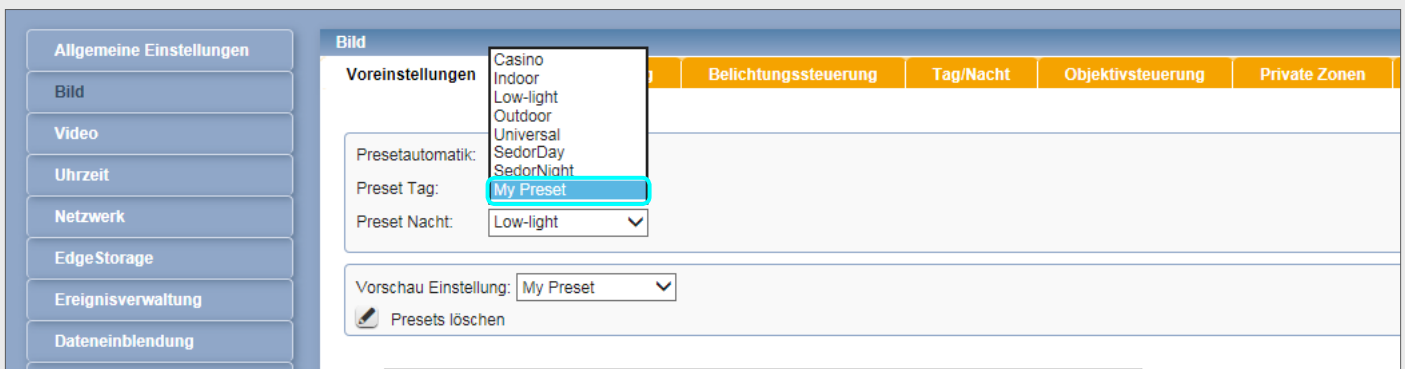 Allgemeine Einstellungen
Bild
Video
Uhrzeit
Netzwerk
EdgeStorage
Ereignisverwaltung
Dateneinblendung
Bild
Voreinstellungen
Belichtungssteuerung
Tag/Nacht
Objektivsteuerung
Private Zonen
Casino
Indoor
Low-light
Outdoor
Universal
SedorDay
SedorNight
My Preset
Presetautomatik:
Preset Tag:
Preset Nacht: Low-light
Vorschau Einstellung: My Preset
Presets löschen